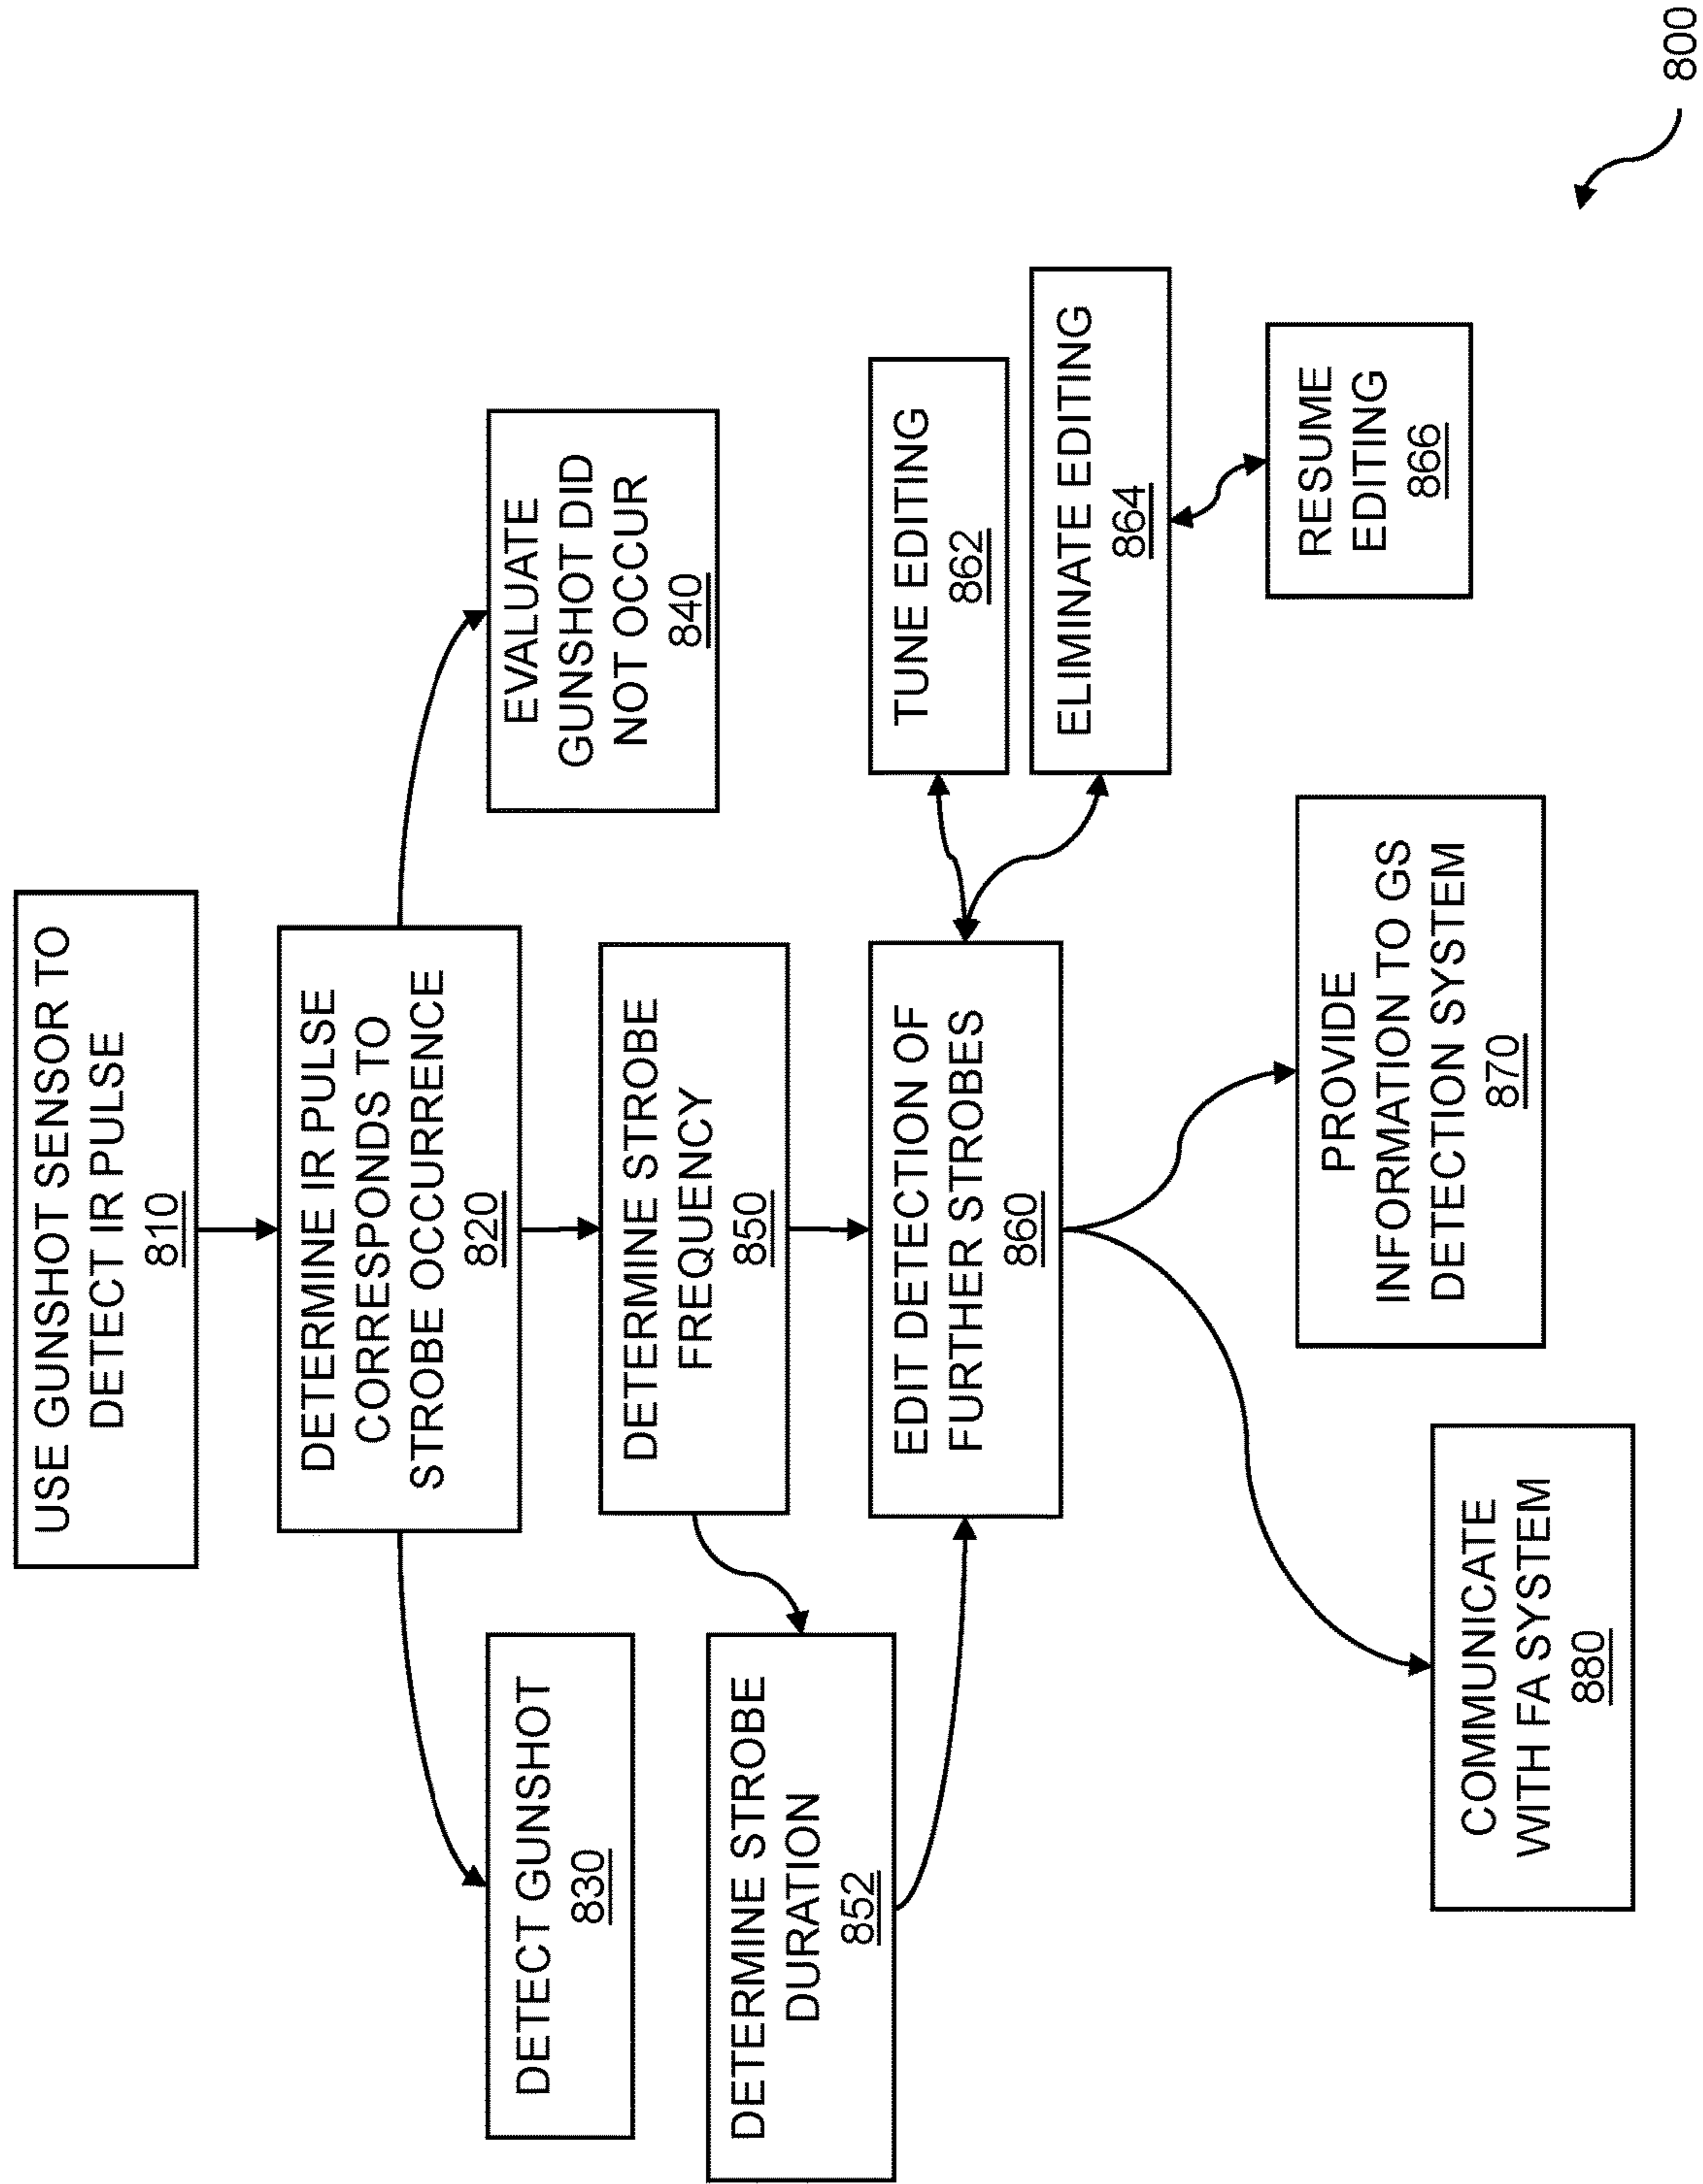 USE GUNSHOT SENSOR TO
DETECT IR PULSE
810
DETERMINE IR PULSE
CORRESPONDS TO
STROBE OCCURRENCE
820
DETECT GUNSHOT
830
EVALUATE
GUNSHOT DID
NOT OCCUR
840
DETERMINE STROBE
FREQUENCY
850
DETERMINE STROBE
DURATION
852
EDIT DETECTION OF
FURTHER STROBES
860
TUNE EDITING
862
ELIMINATE EDITING
864
RESUME
EDITING
866
PROVIDE
INFORMATION TO GS
DETECTION SYSTEM
870
COMMUNICATE
WITH FA SYSTEM
880
800